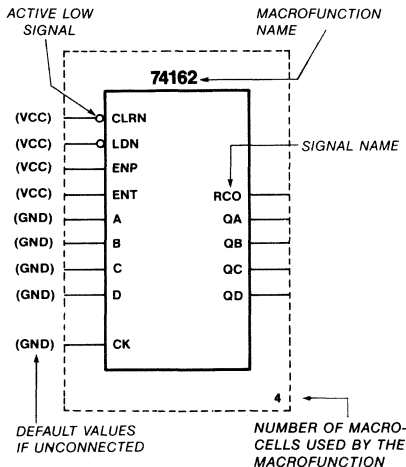 ACTIVE LOW
SIGNAL
MACROFUNCTION
NAME
74162
(VCC) CLRN
(VCC) LDN
(VCC) ENP
SIGNAL NAME
(VCC) ENT RCO
(GND) A QA
(GND) B QB
(GND) C QC
(GND) D QD
(GND) CK
4
DEFAULT VALUES
IF UNCONNECTED
NUMBER OF MACRO-
CELLS USED BY THE
MACROFUNCTION